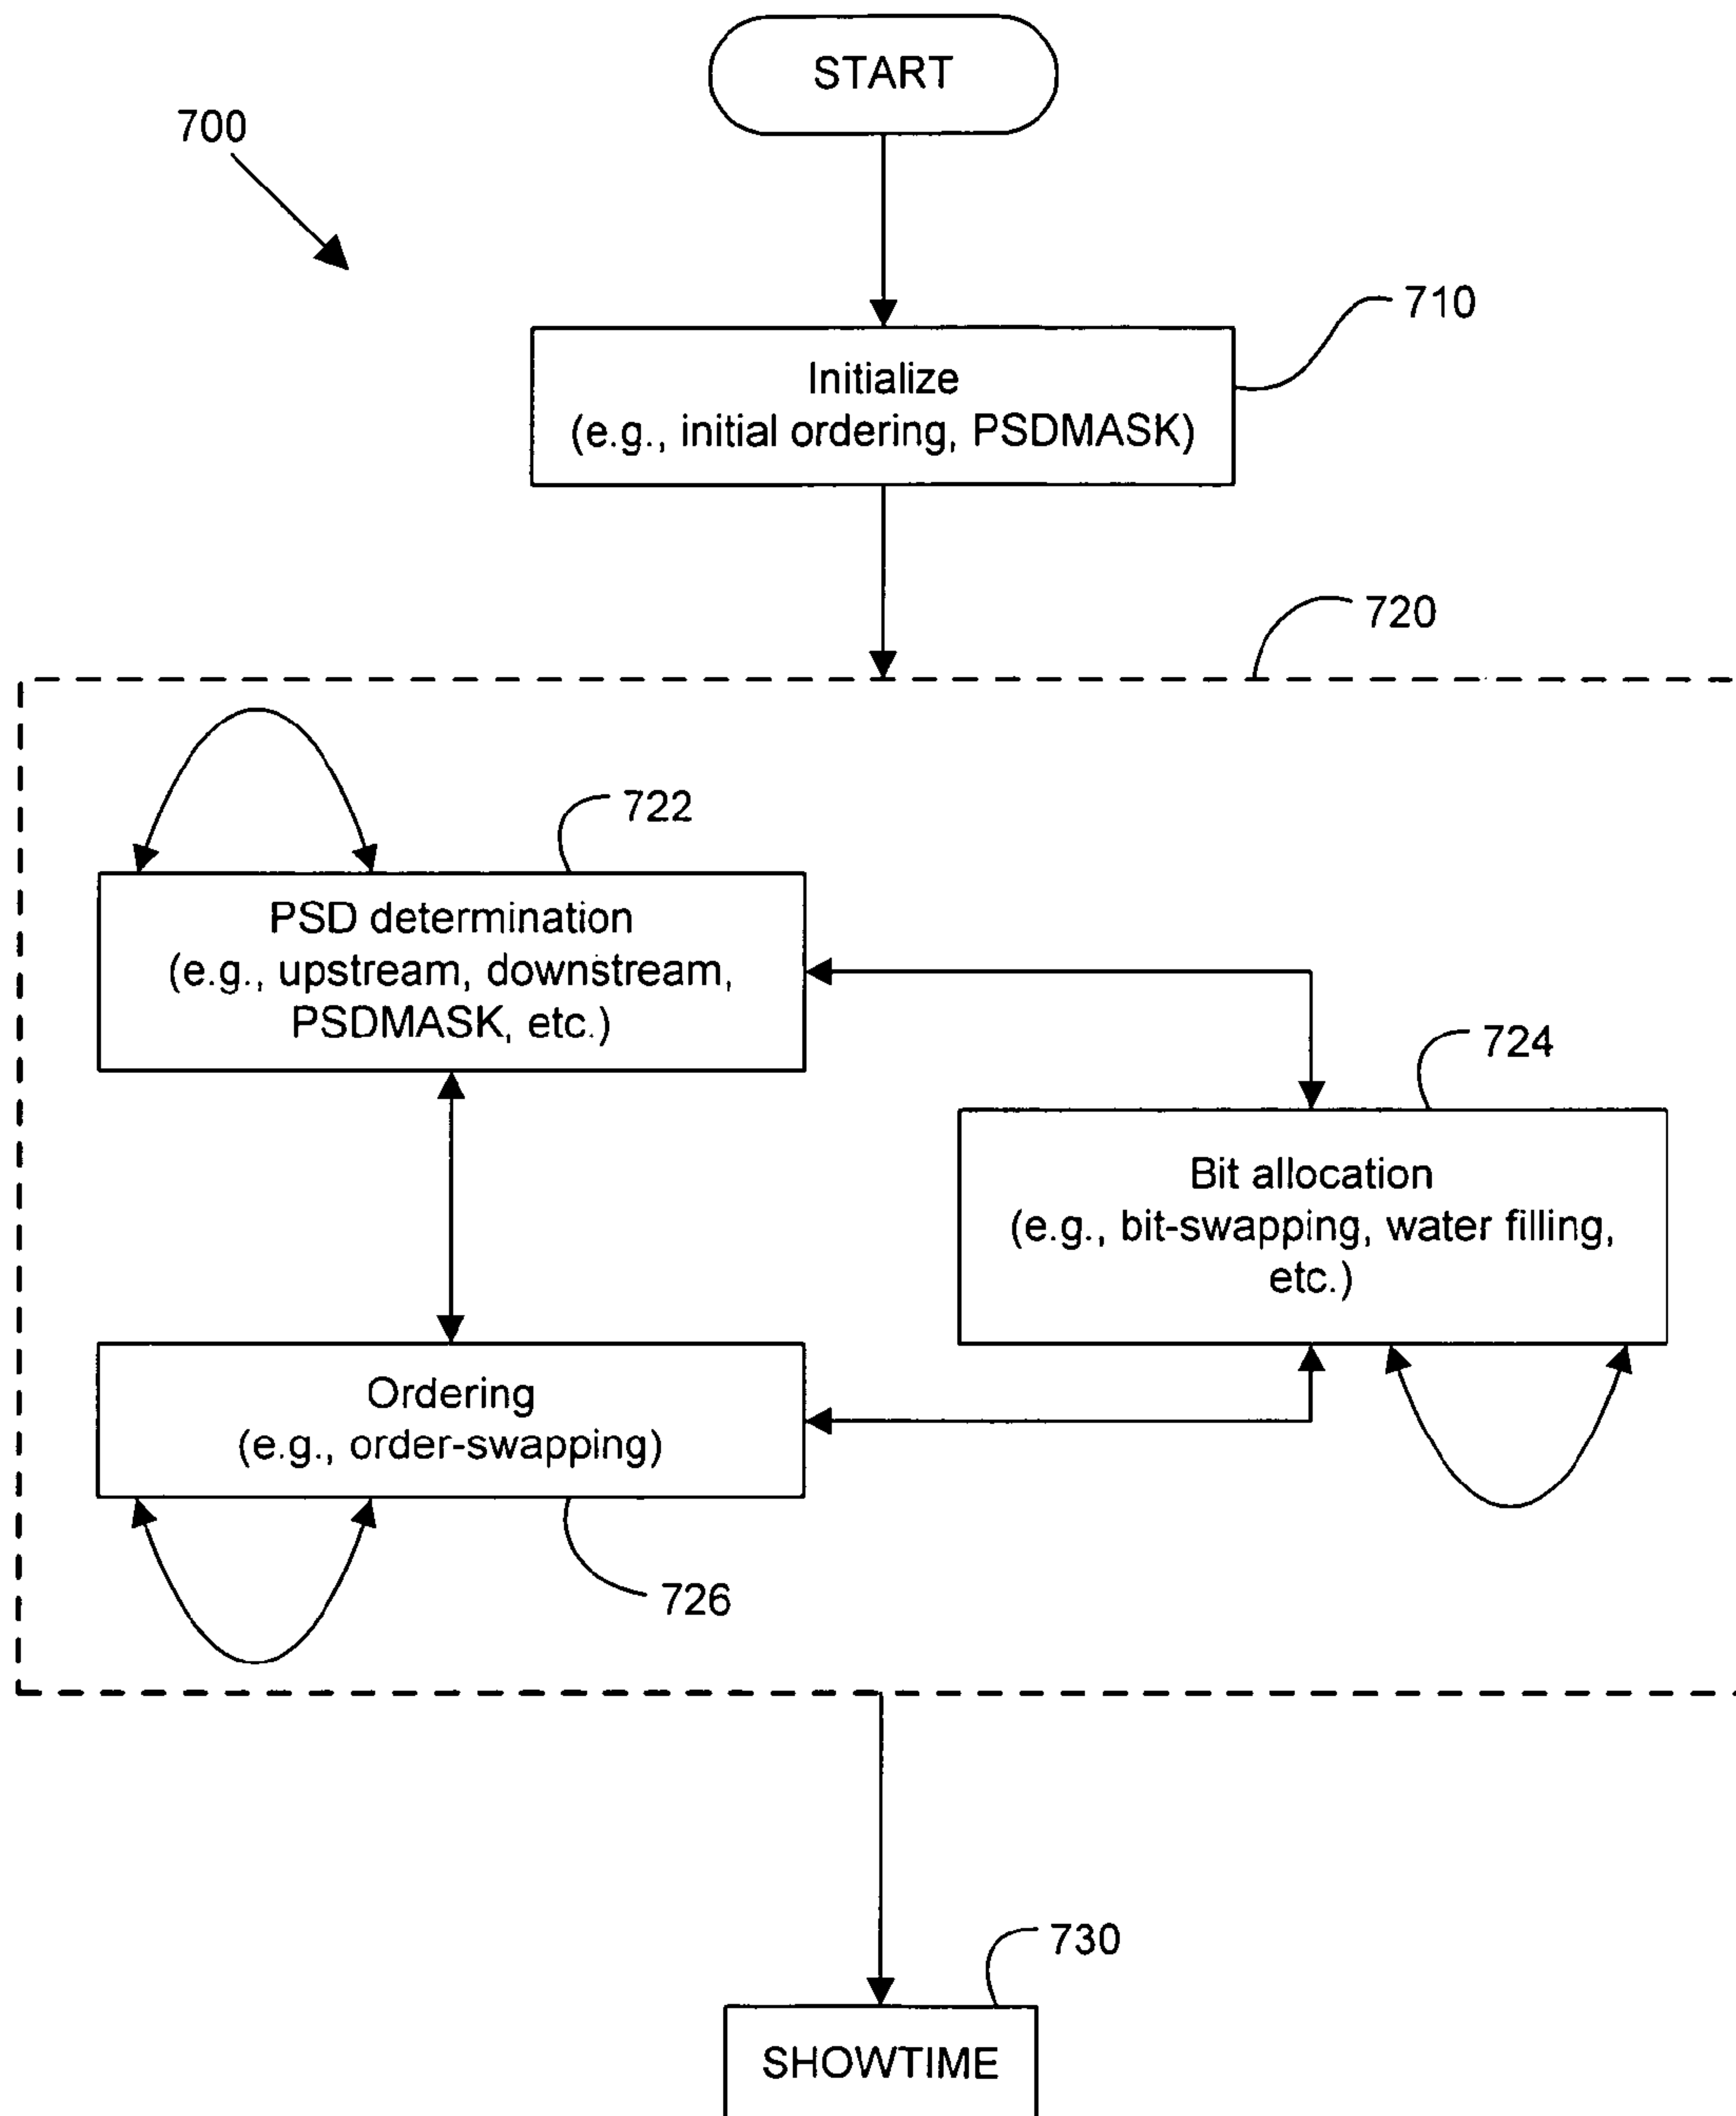 START
700
710
Initialize
(e.g., initial ordering, PSDMASK)
720
722
PSD determination
(e.g., upstream, downstream,
PSDMASK, etc.)
724
Bit allocation
(e.g., bit-swapping, water filling,
etc.)
Ordering
(e.g., order-swapping)
726
730
SHOWTIME